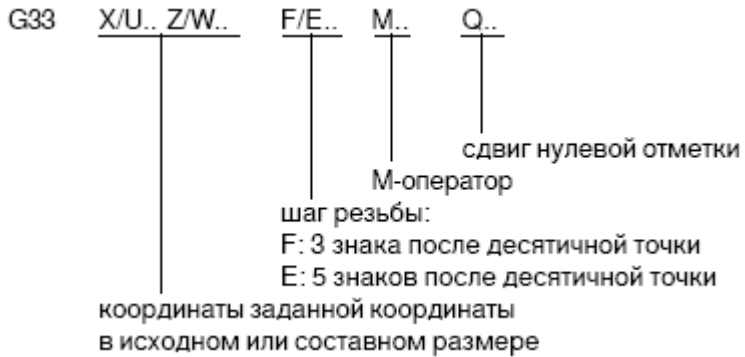 G33 X/U.. Z/W.. F/E.. M.. Q..
сдвиг нулевой отметки
М-оператор
шаг резьбы:
F: 3 знака после десятичной точки
E: 5 знаков после десятичной точки
координаты заданной координаты
в исходном или составном размере